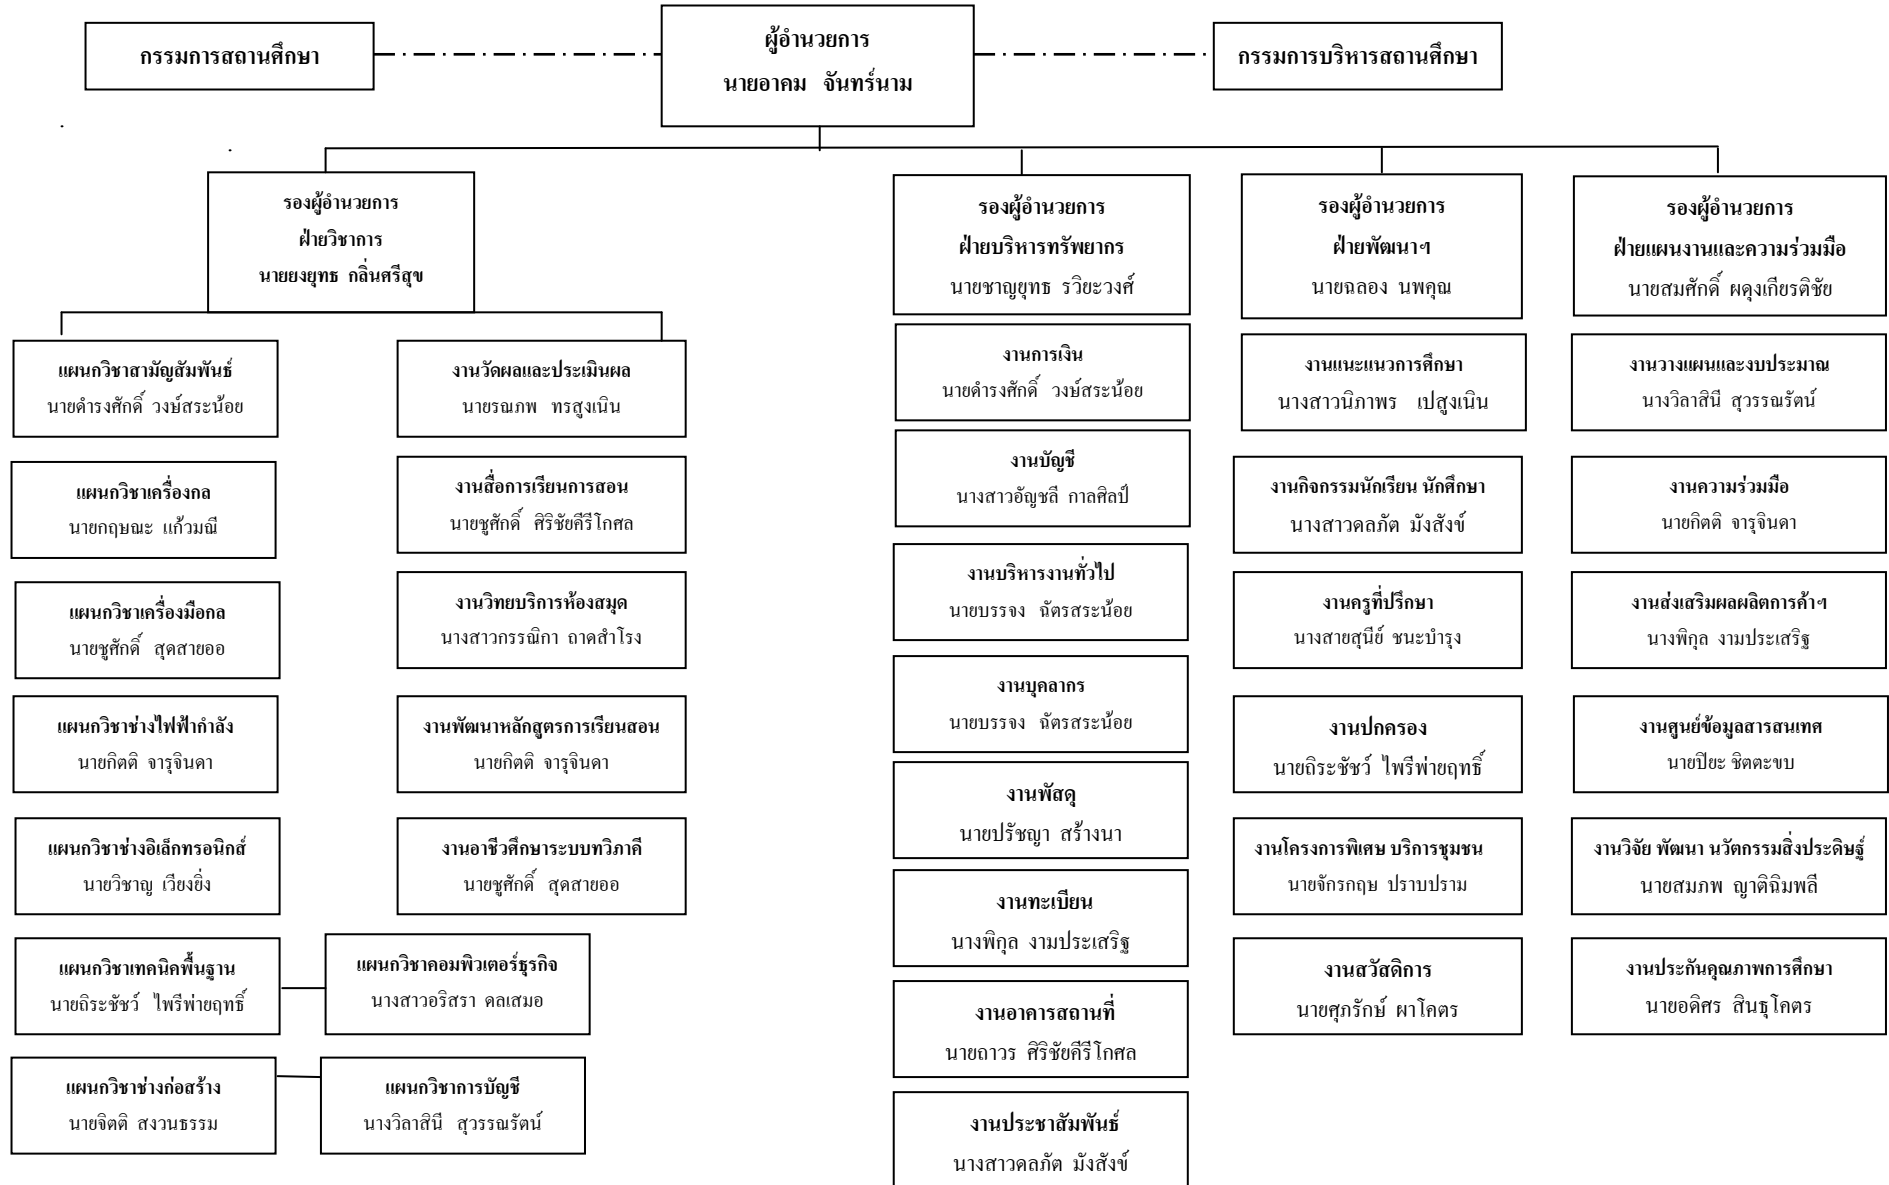 กรรมการสถานศึกษา
ผู้อำนวยการ
นายอาคม จันทร์นาม
กรรมการบริหารสถานศึกษา
รองผู้อำนวยการ
ฝ่ายวิชาการ
นายยงยุทธ กลิ่นศรีสุข
รองผู้อำนวยการ
ฝ่ายบริหารทรัพยากร
นายชาญยุทธ รวิยะวงศ์
รองผู้อำนวยการ
ฝ่ายพัฒนาฯ
นายฉลอง นพคุณ
รองผู้อำนวยการ
ฝ่ายแผนงานและความร่วมมือ
นายสมศักดิ์ ผดุงเกียรติชัย
แผนกวิชาสามัญสัมพันธ์
นายดำรงศักดิ์ วงษ์สระน้อย
แผนกวิชาเครื่องกล
นายกฤษณะ แก้วมณี
แผนกวิชาเครื่องมือกล
นายชูศักดิ์ สุดสายออ
แผนกวิชาช่างไฟฟ้ากำลัง
นายกิตติ จารุจินดา
แผนกวิชาช่างอิเล็กทรอนิกส์
นายวิชาญ เวียงยิ่ง
แผนกวิชาเทคนิคพื้นฐาน
นายถิระชัชว์ ไพรีพ่ายฤทธิ์
แผนกวิชาช่างก่อสร้าง
นายจิตติ สงวนธรรม
งานวัดผลและประเมินผล
นายรณภพ ทรสูงเนิน
งานสื่อการเรียนการสอน
นายชูศักดิ์ ศิริชัยคีรีโกศล
งานวิทยบริการห้องสมุด
นางสาวกรรณิกา ถาดสำโรง
งานพัฒนาหลักสูตรการเรียนสอน
นายกิตติ จารุจินดา
งานอาชีวศึกษาระบบทวิภาคี
นายชูศักดิ์ สุดสายออ
แผนกวิชาคอมพิวเตอร์ธุรกิจ
นางสาวอริสรา ดลเสมอ
แผนกวิชาการบัญชี
นางวิลาสินี สุวรรณรัตน์
งานการเงิน
นายดำรงศักดิ์ วงษ์สระน้อย
งานบัญชี
นางสาวอัญชลี กาลศิลป์
งานบริหารงานทั่วไป
นายบรรจง ฉัตรสระน้อย
งานบุคลากร
นายบรรจง ฉัตรสระน้อย
งานพัสดุ
นายปรัชญา สร้างนา
งานทะเบียน
นางพิกุล งามประเสริฐ
งานอาคารสถานที่
นายถาวร ศิริชัยคีรีโกศล
งานประชาสัมพันธ์
นางสาวดลภัต มังสังข์
งานแนะแนวการศึกษา
นางสาวนิภาพร เปสูงเนิน
งานกิจกรรมนักเรียน นักศึกษา
นางสาวดลภัต มังสังข์
งานครูที่ปรึกษา
นางสายสุนีย์ ชนะบำรุง
งานปกครอง
นายถิระชัชว์ ไพรีพ่ายฤทธิ์
งานโครงการพิเศษ บริการชุมชน
นายจักรกฤษ ปราบปราม
งานสวัสดิการ
นายศุภรักษ์ ผาโคตร
งานวางแผนและงบประมาณ
นางวิลาสินี สุวรรณรัตน์
งานความร่วมมือ
นายกิตติ จารุจินดา
งานส่งเสริมผลผลิตการค้าฯ
นางพิกุล งามประเสริฐ
งานศูนย์ข้อมูลสารสนเทศ
นายปิยะ ชิตตะขบ
งานวิจัย พัฒนา นวัตกรรมสิ่งประดิษฐ์
นายสมภพ ญาติฉิมพลี
งานประกันคุณภาพการศึกษา
นายอดิศร สินธุโคตร